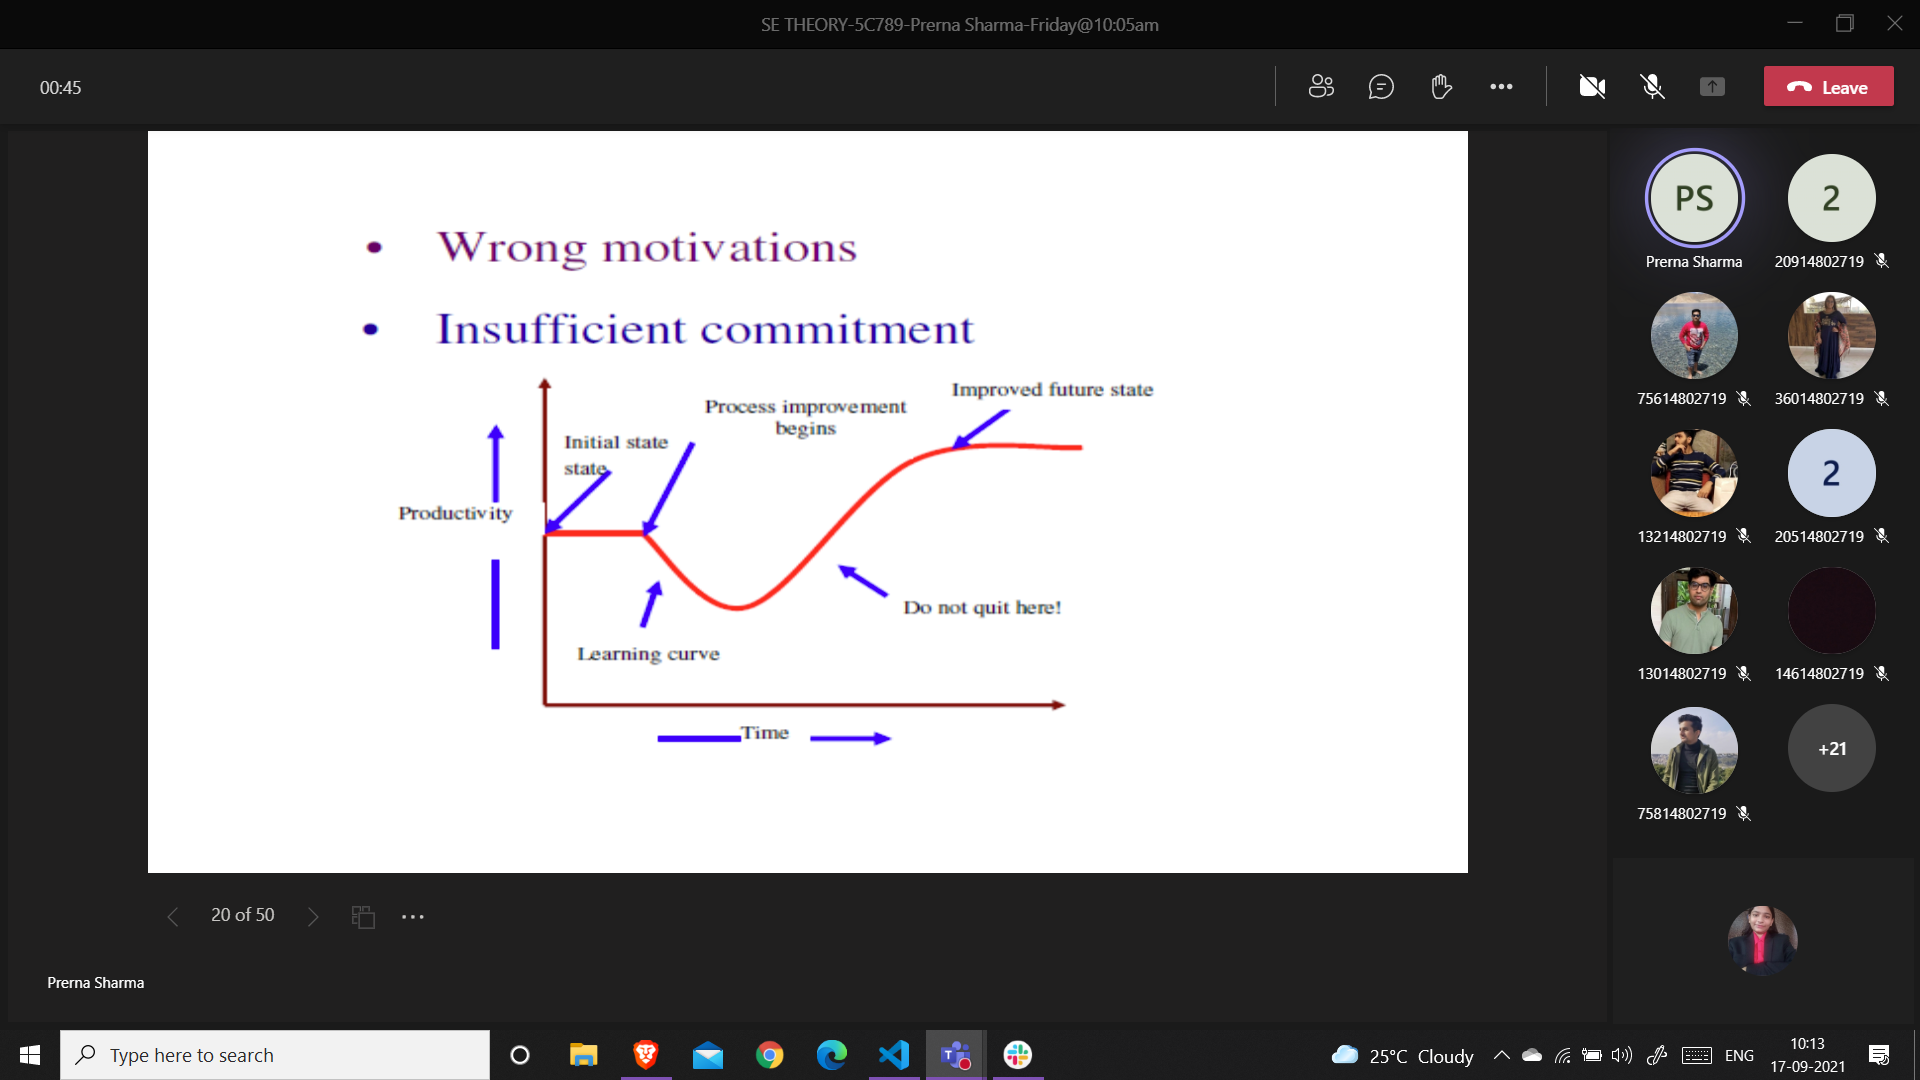 SE THEORY-5C789-Prerna Sharma-Friday@10:05am
00:45
Leave
• Wrong motivations
• Insufficient commitment
Improved future state
Process improvement
begins
Initial state
state
Productivity
Do not quit here!
Learning curve
Time
PS
Prerna Sharma
2
20914802719
75614802719
36014802719
13214802719
2
20514802719
13014802719
14614802719
75814802719
+21
20 of 50
Prerna Sharma
Type here to search
25°C Cloudy
ENG
10:13
17-09-2021